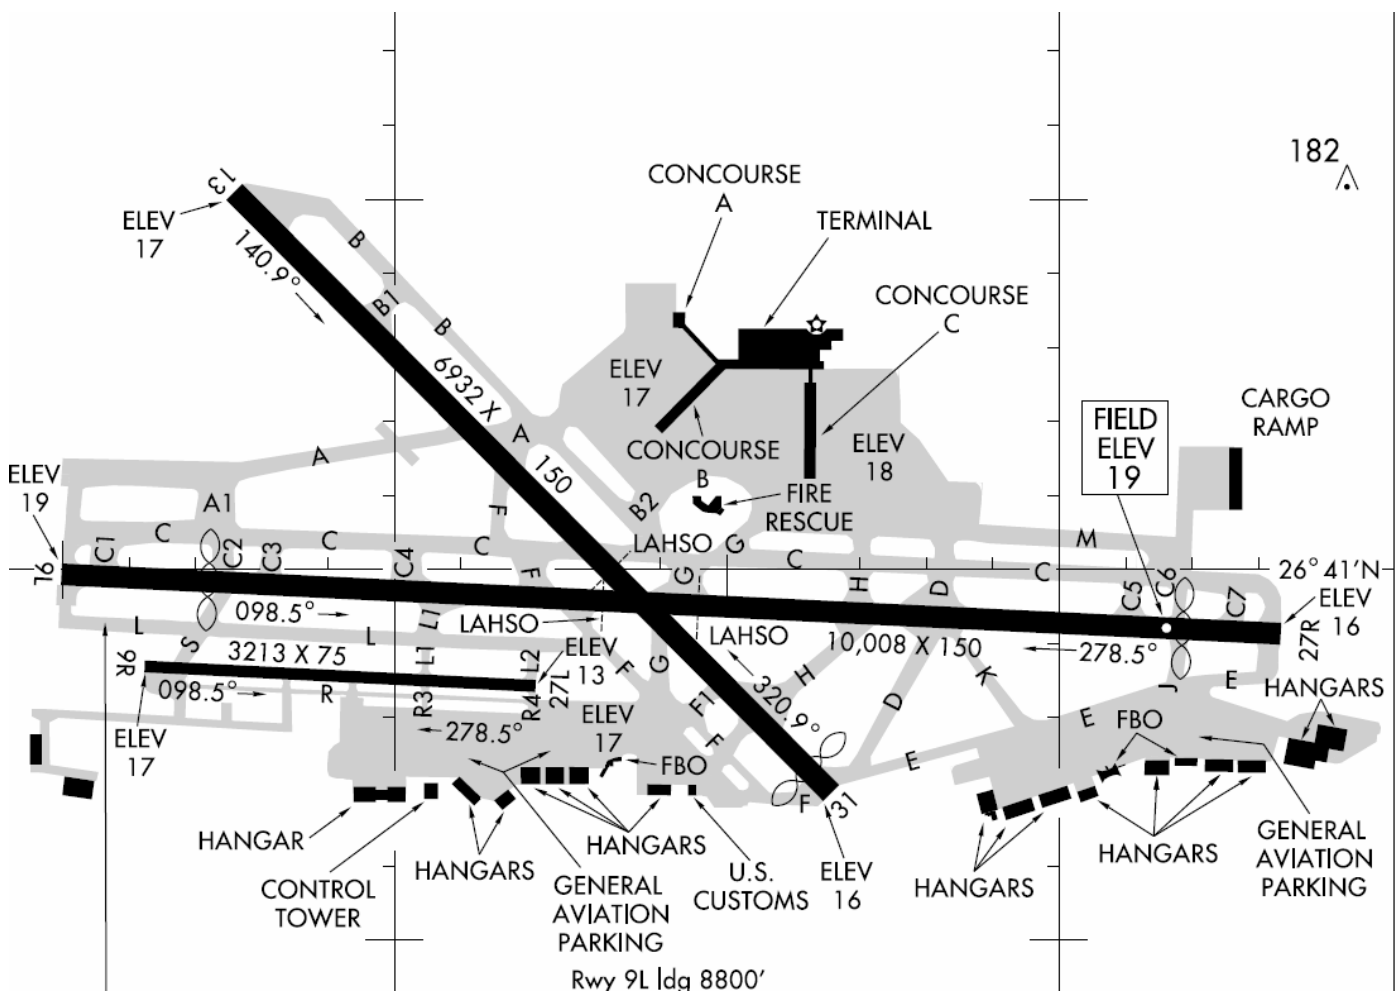 182
CONCOURSE
A
TERMINAL
13
ELEV
17
B
140.9°
CONCOURSE
C
B1
B
ELEV
17
6932 X
150
CARGO
RAMP
FIELD
ELEV
19
A
A
CONCOURSE
B
ELEV
18
ELEV
19
A1
F
B2
FIRE
RESCUE
C
C1
C2
C3
C
C4
C
LAHSO
G
C
M
C
9L
F
G
H
D
C5
C6
C7
26° 41'N
ELEV
16
27R
098.5°
L
S
L
L1
LAHSO
LAHSO
10,008 X 150
278.5°
9R
3213 X 75
L1
L2
27L
ELEV
13
F
G
H
K
J
E
098.5°
R
R3
R4
F1
320.9°
D
E
HANGARS
ELEV
17
278.5°
ELEV
17
F
FBO
FBO
E
F
31
HANGAR
HANGARS
HANGARS
CONTROL
TOWER
GENERAL
AVIATION
PARKING
U.S.
CUSTOMS
ELEV
16
HANGARS
HANGARS
GENERAL
AVIATION
PARKING
Rwy 9L ldg 8800'